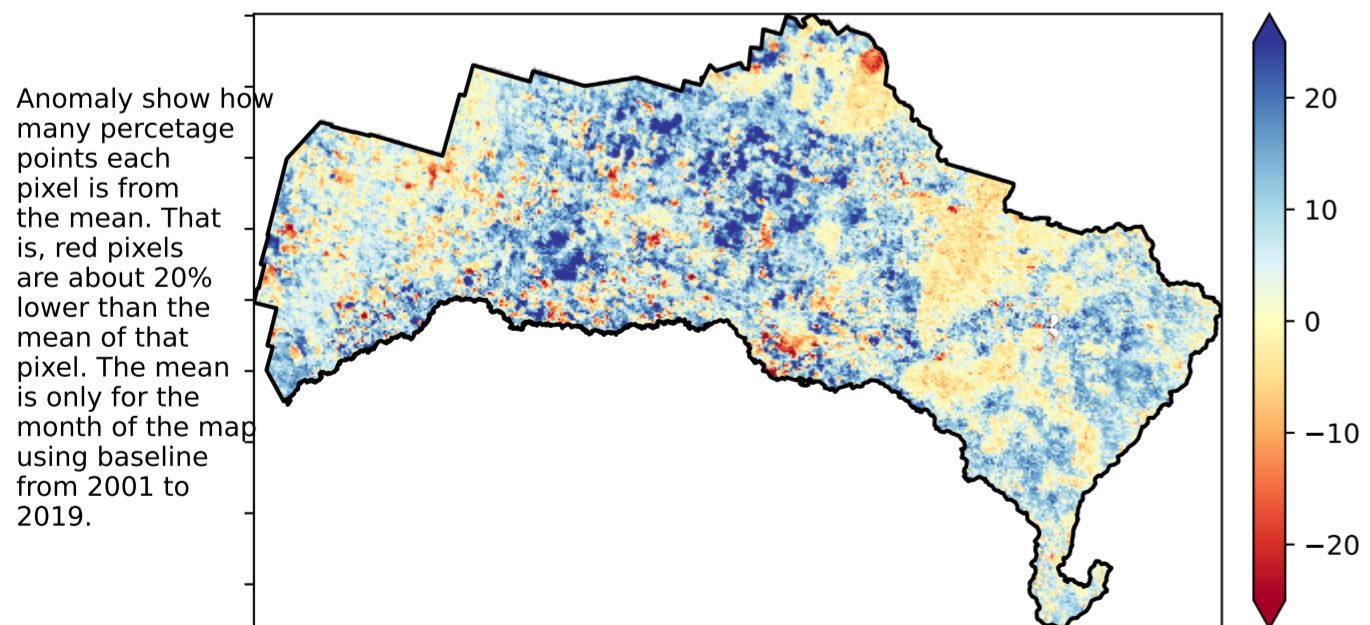 Anomaly show how
many percetage
points each
pixel is from
the mean. That
is, red pixels
are about 20%
lower than the
mean of that
pixel. The mean
is only for the
month of the map
using baseline
from 2001 to
2019.
20
10
0
−10
−20